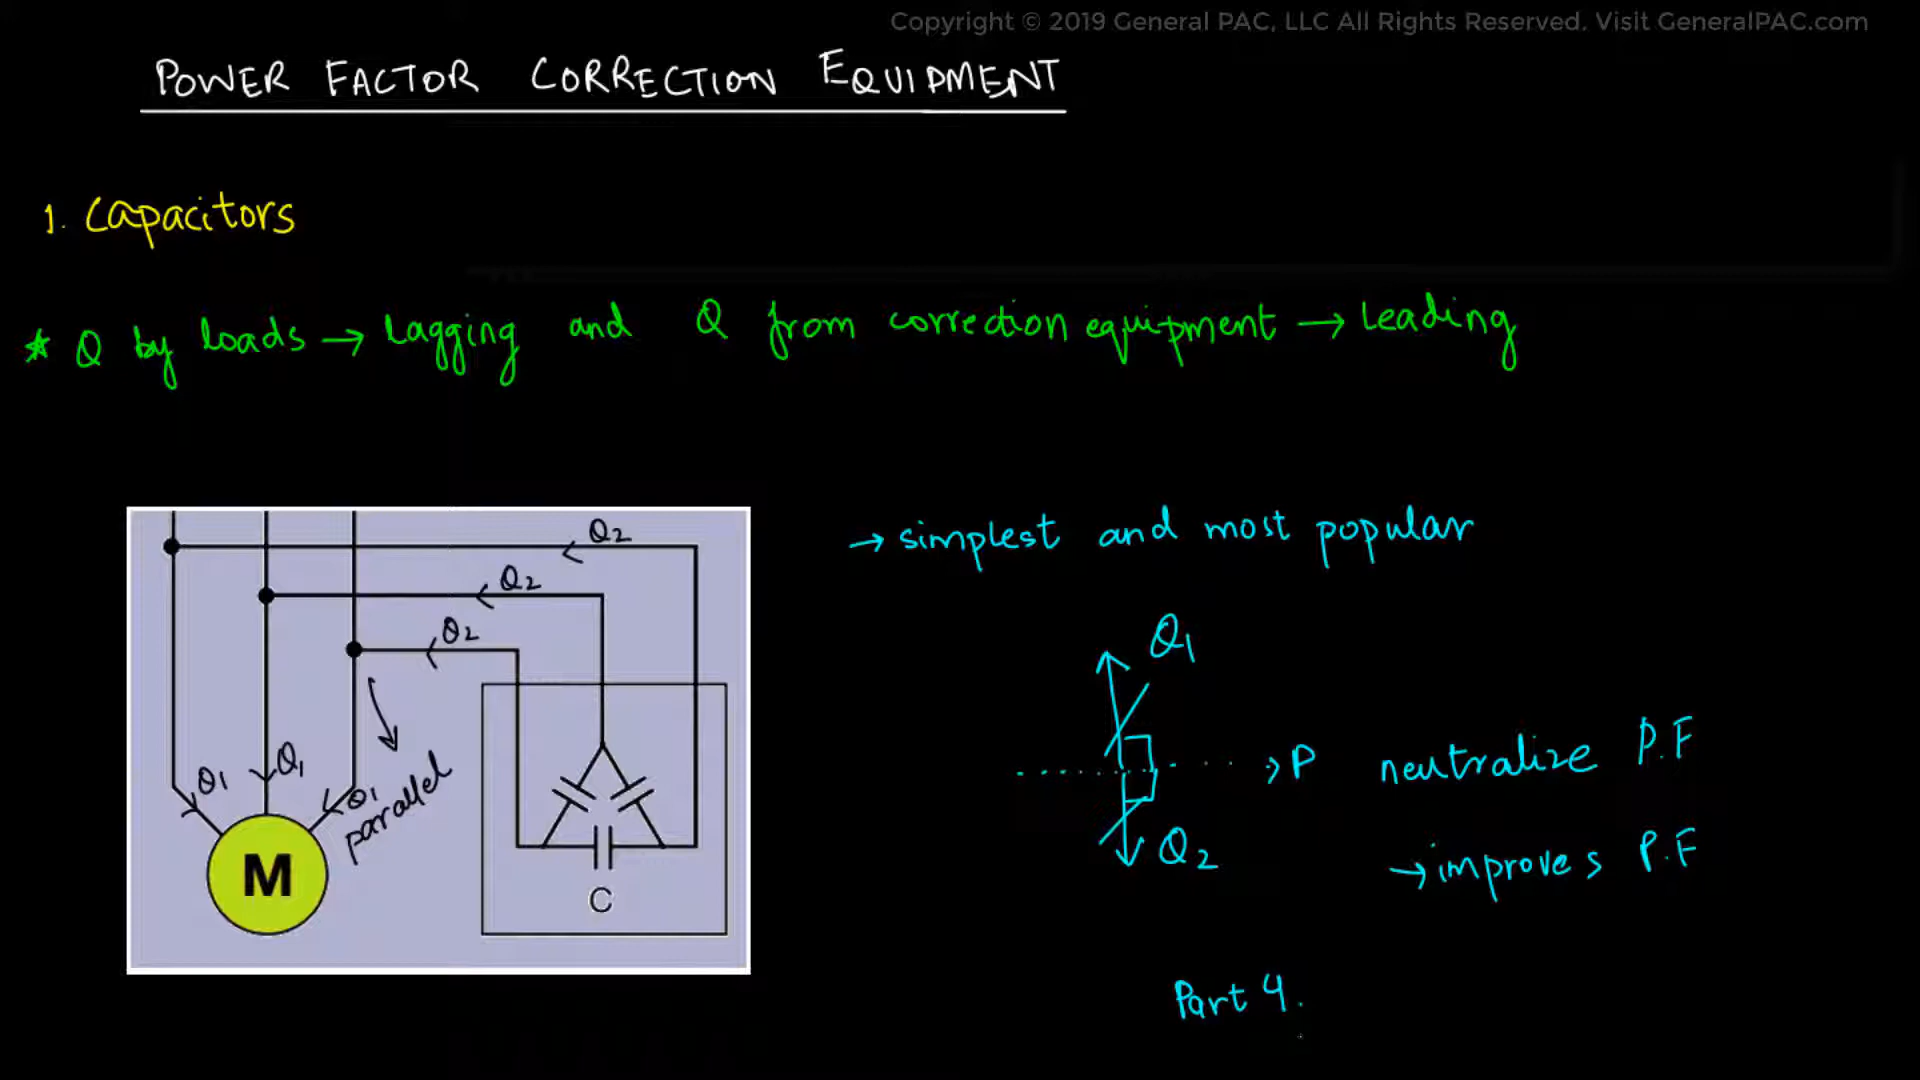 Copyright © 2019 General PAC, LLC All Rights Reserved. Visit GeneralPAC.com
POWER FACTOR CORRECTION EQUIPMENT
1. Capacitors
* Q by loads → lagging and Q from correction equipment → Leading
Q2
Q2
Q2
Q1
Q1
Q1
parallel
M
C
→ simplest and most popular
Q1
P
neutralize P.F
Q2
→ improves P.F
Part 4.